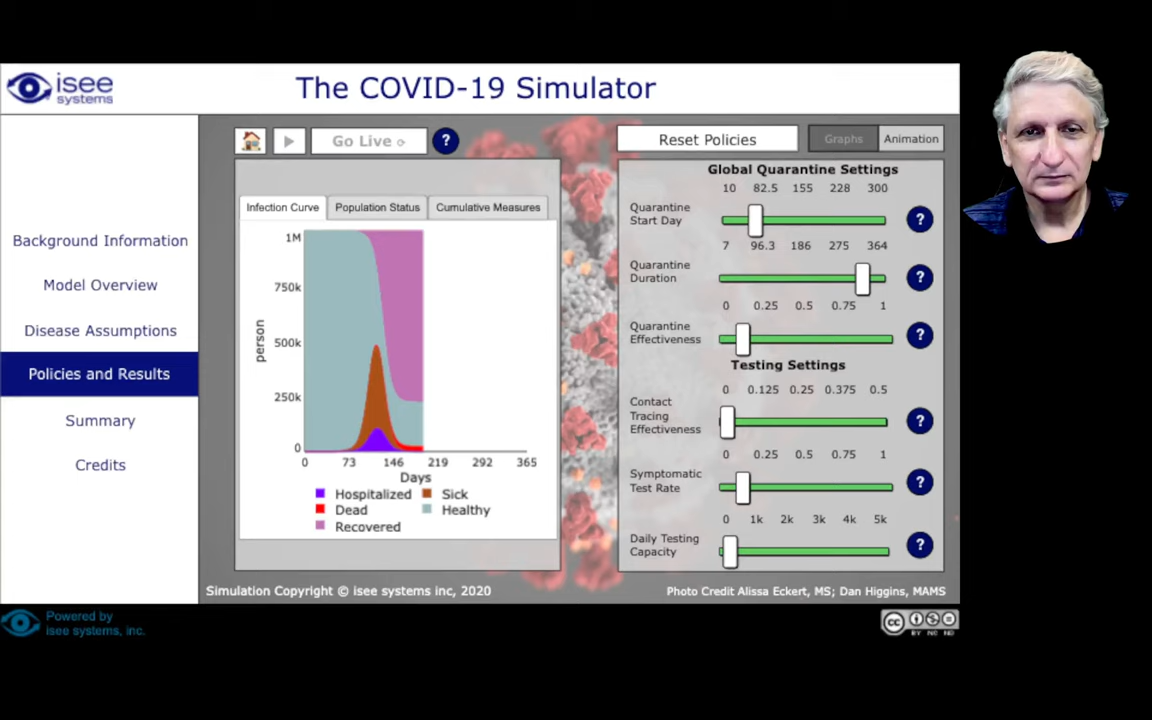 isee systems
The COVID-19 Simulator
Go Live
?
Reset Policies
Graphs
Animation
Background Information
Model Overview
Disease Assumptions
Policies and Results
Summary
Credits
Infection Curve
Population Status
Cumulative Measures
1M
750k
500k
250k
0
person
0 73 146 219 292 365
Days
Hospitalized
Sick
Dead
Healthy
Recovered
Global Quarantine Settings
10 82.5 155 228 300
Quarantine
Start Day
?
7 96.3 186 275 364
Quarantine
Duration
?
0 0.25 0.5 0.75 1
Quarantine
Effectiveness
?
Testing Settings
0 0.125 0.25 0.375 0.5
Contact
Tracing
Effectiveness
?
0 0.25 0.5 0.75 1
Symptomatic
Test Rate
?
0 1k 2k 3k 4k 5k
Daily Testing
Capacity
?
Simulation Copyright © isee systems inc, 2020
Photo Credit Alissa Eckert, MS; Dan Higgins, MAMS
Powered by
isee systems, inc.
cc
BY NC ND